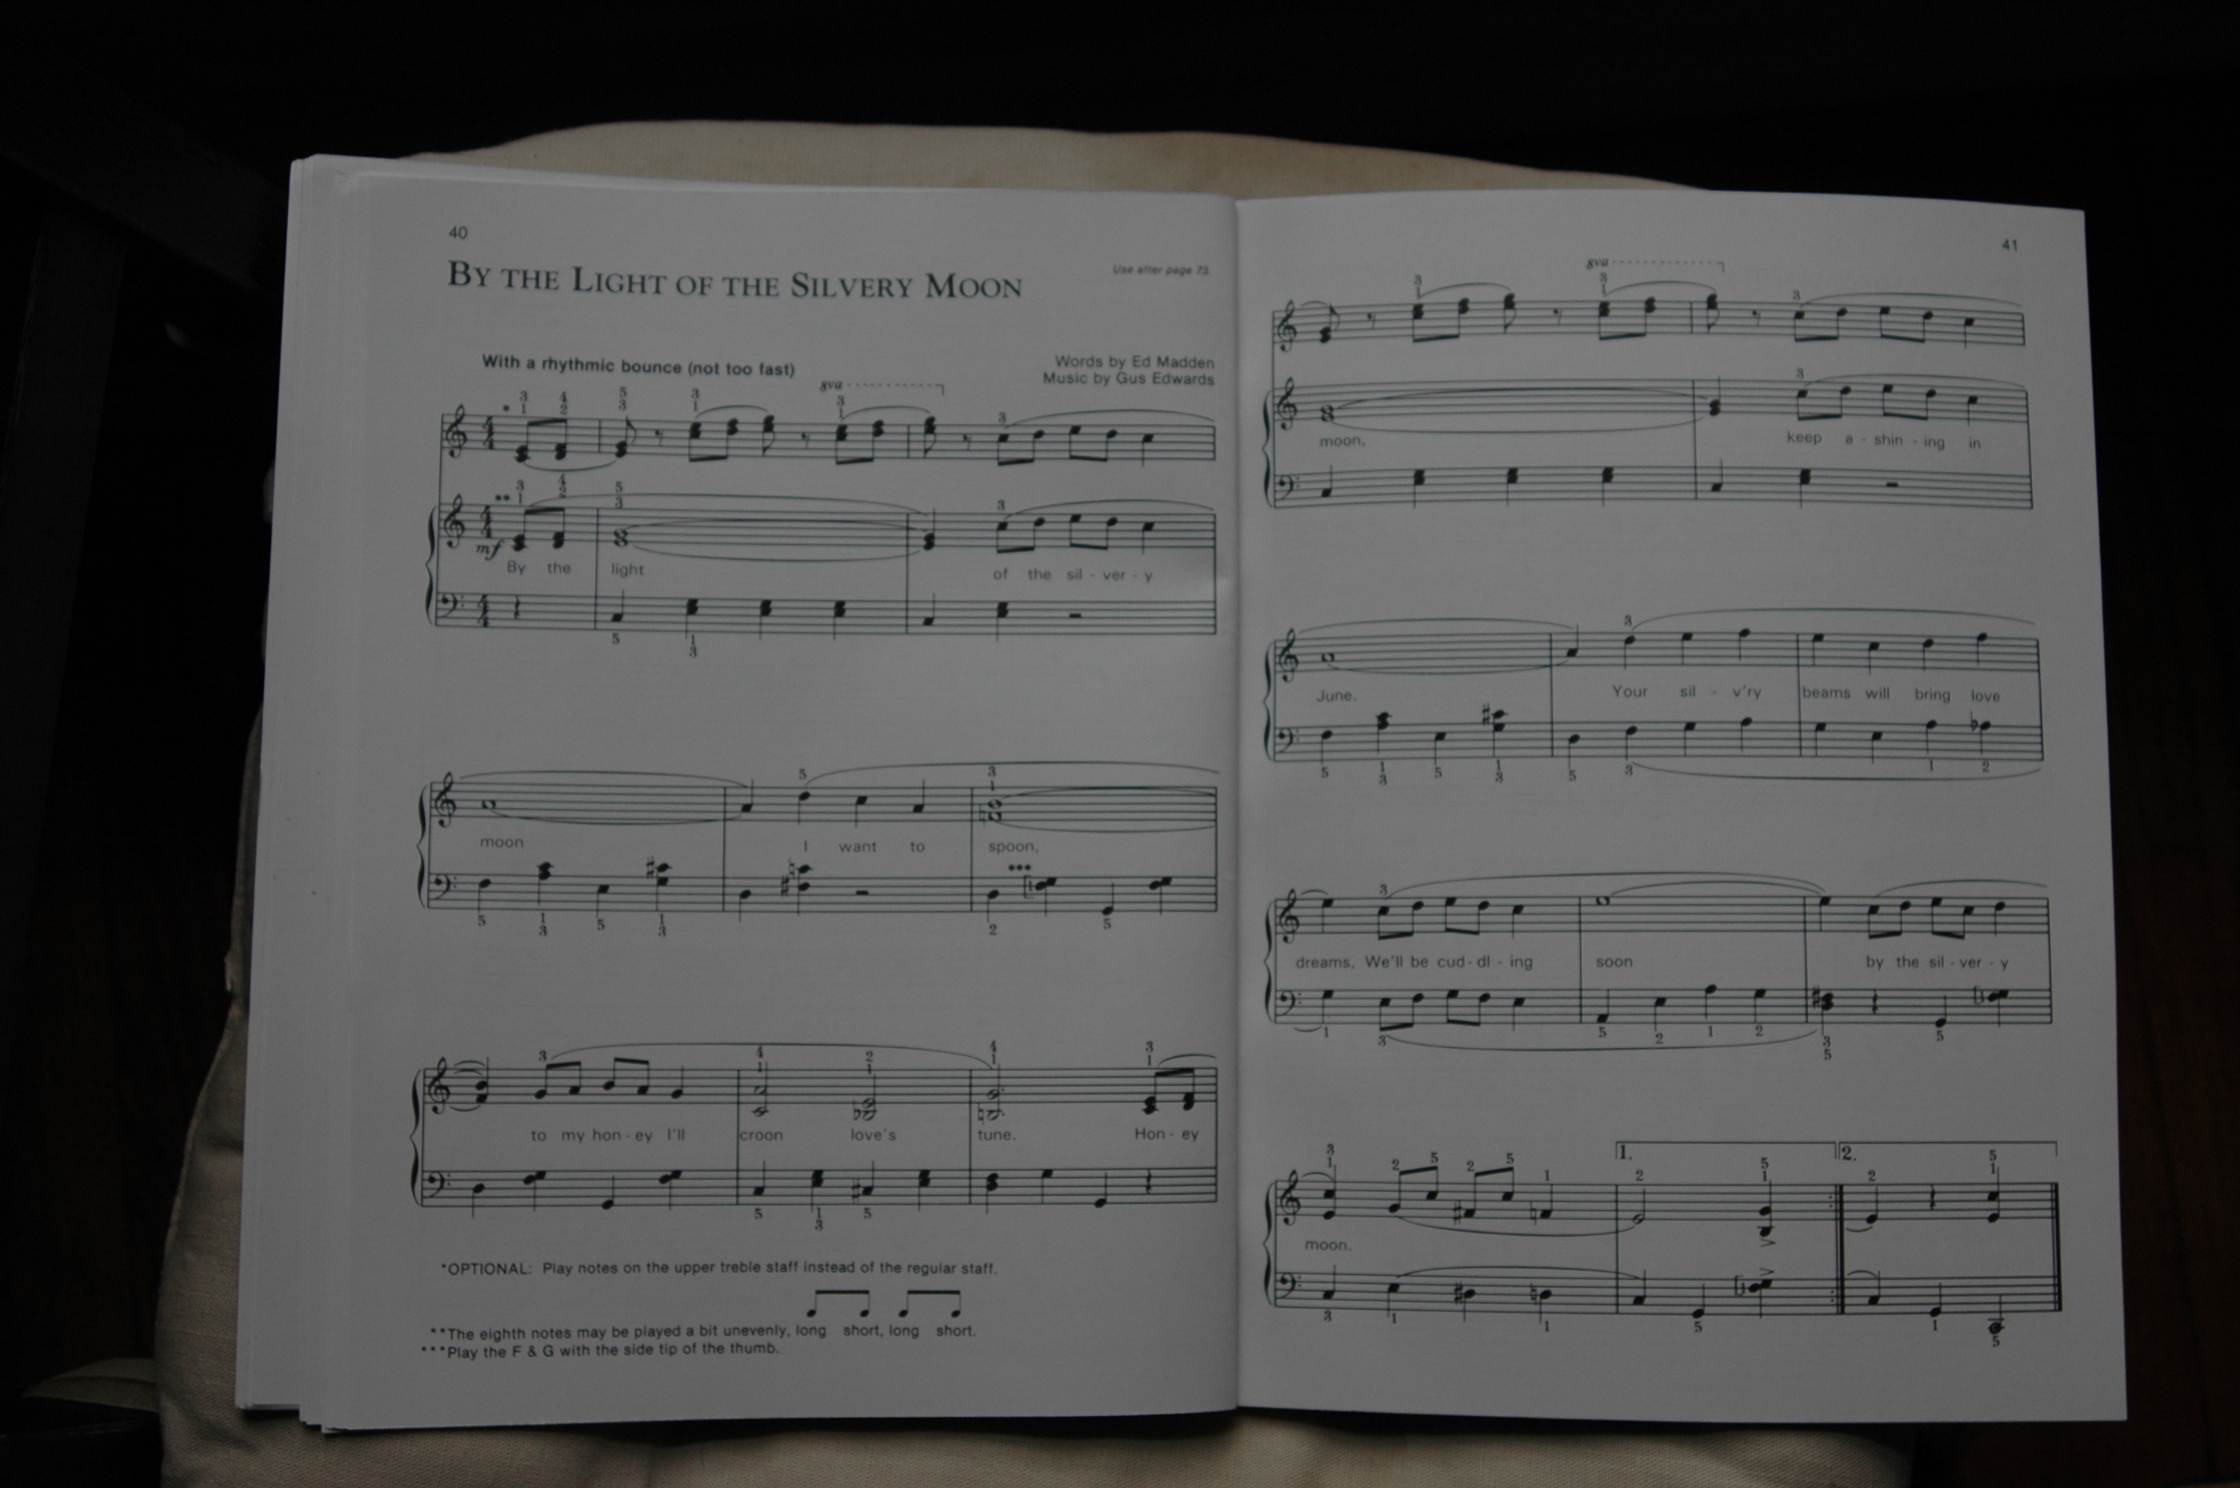 40
Use after page 73.
BY THE LIGHT OF THE SILVERY MOON
Words by Ed Madden
Music by Gus Edwards
With a rhythmic bounce (not too fast)
8va
mf By the light of the sil - ver - y
moon I want to spoon,
to my hon - ey I'll croon love's tune. Hon - ey
*OPTIONAL: Play notes on the upper treble staff instead of the regular staff.
**The eighth notes may be played a bit unevenly, long short, long short.
***Play the F & G with the side tip of the thumb.
41
8va
moon, keep a - shin - ing in
June. Your sil - v'ry beams will bring love
dreams, We'll be cud - dl - ing soon by the sil - ver - y
1. 2.
moon.